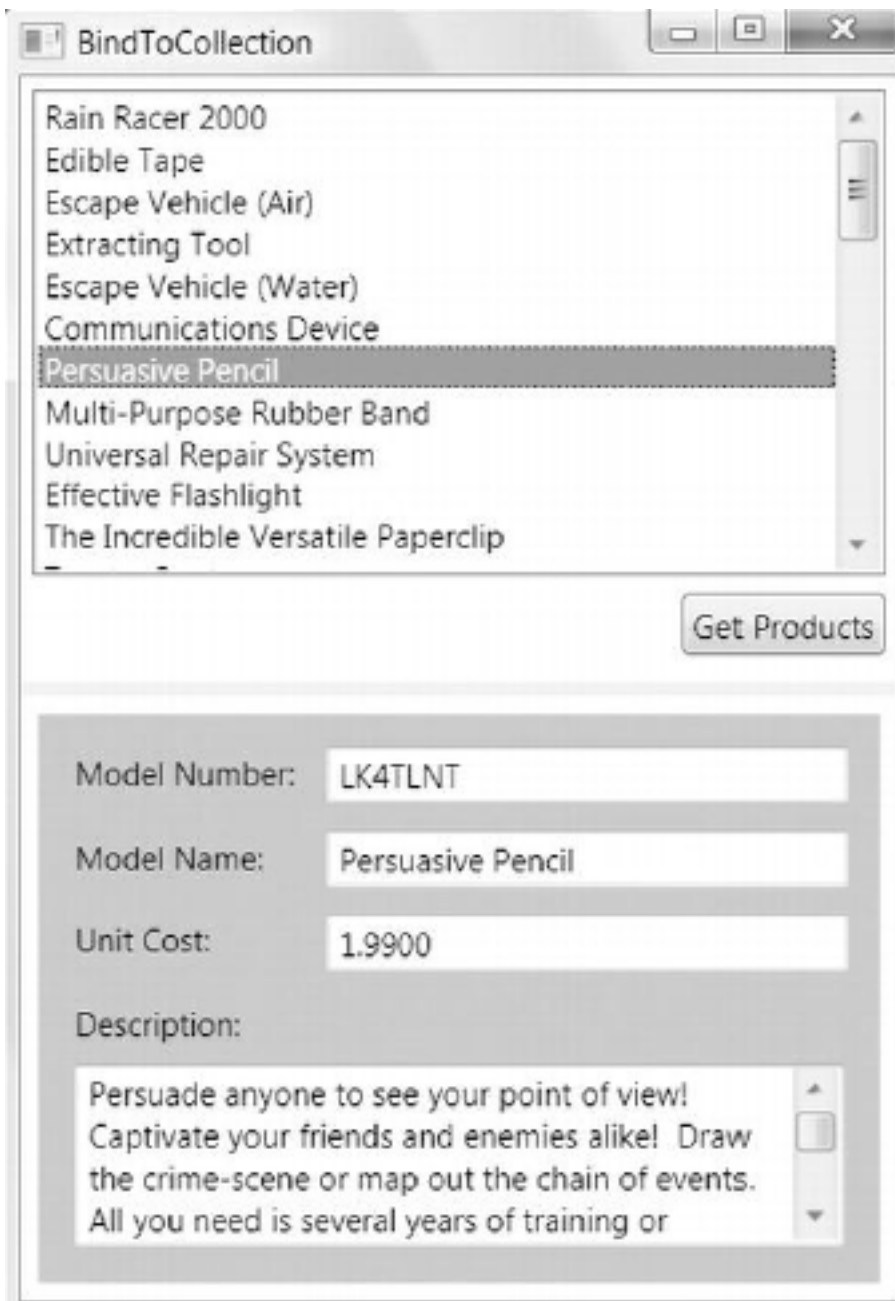 BindToCollection
Rain Racer 2000
Edible Tape
Escape Vehicle (Air)
Extracting Tool
Escape Vehicle (Water)
Communications Device
Persuasive Pencil
Multi-Purpose Rubber Band
Universal Repair System
Effective Flashlight
The Incredible Versatile Paperclip
Get Products
Model Number: LK4TLNT
Model Name: Persuasive Pencil
Unit Cost: 1.9900
Description:
Persuade anyone to see your point of view!
Captivate your friends and enemies alike!  Draw
the crime-scene or map out the chain of events.
All you need is several years of training or